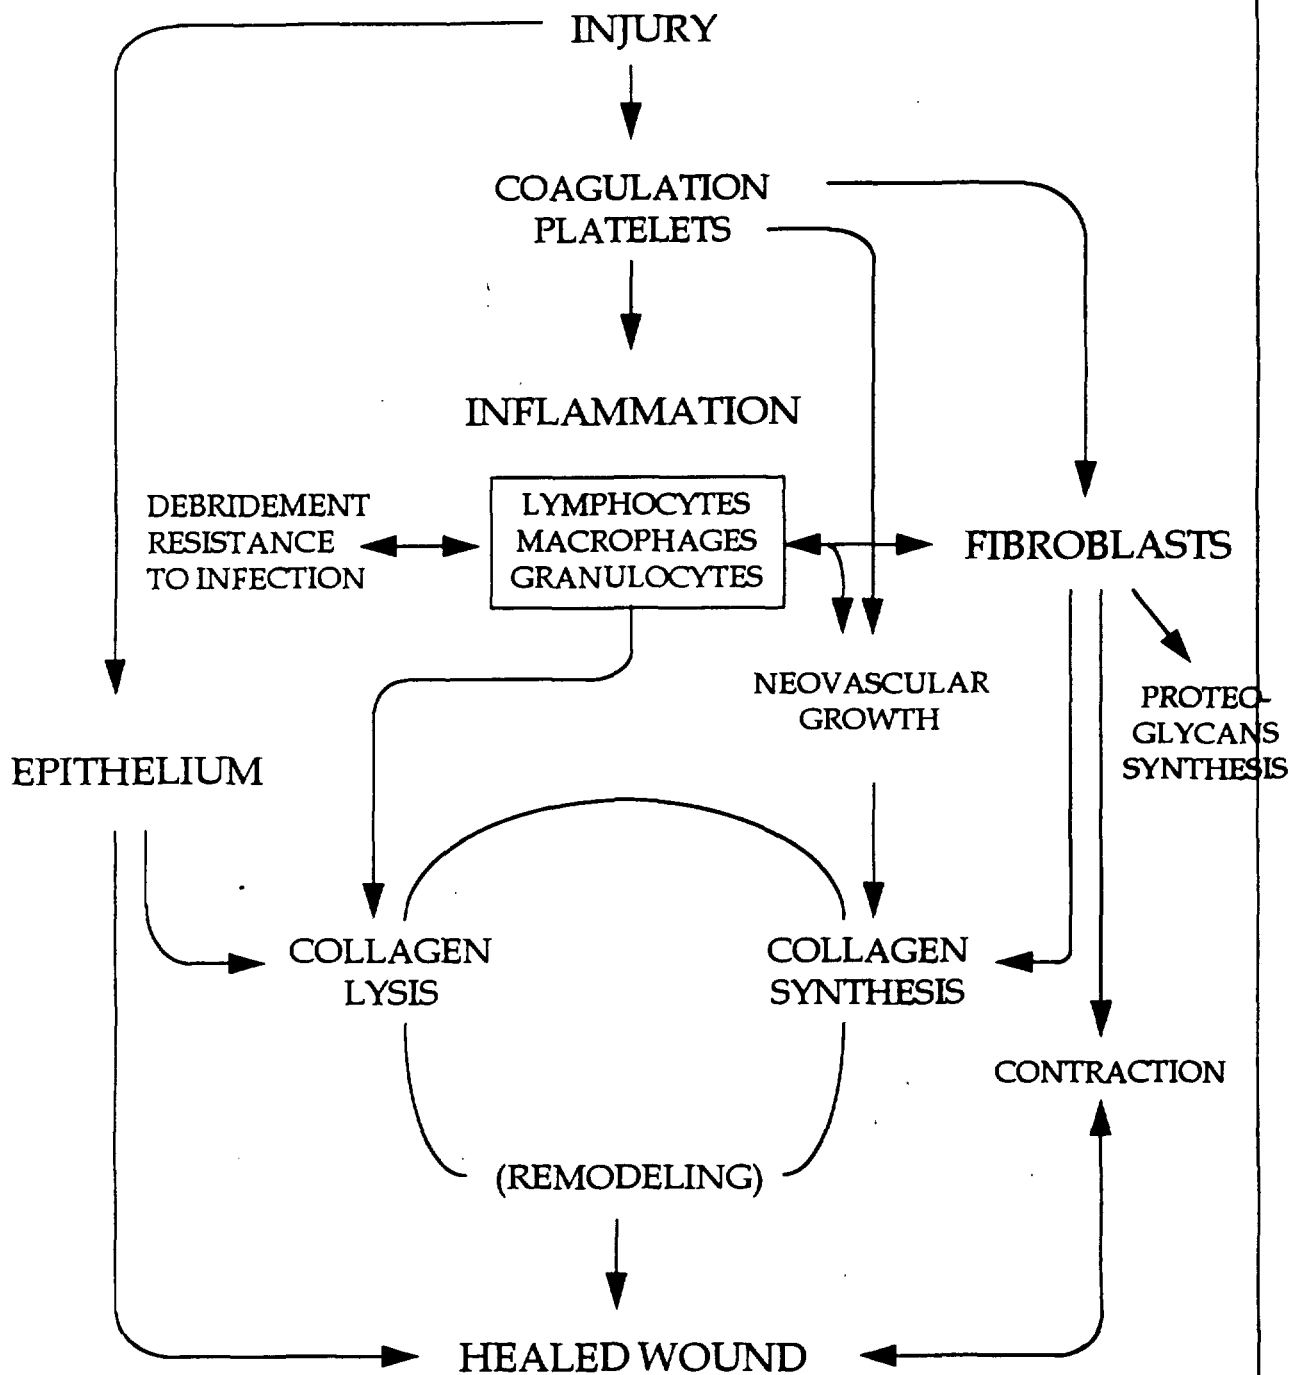 INJURY
COAGULATION
PLATELETS
INFLAMMATION
DEBRIDEMENT
RESISTANCE
TO INFECTION
LYMPHOCYTES
MACROPHAGES
GRANULOCYTES
FIBROBLASTS
NEOVASCULAR
GROWTH
PROTEO-
GLYCANS
SYNTHESIS
EPITHELIUM
COLLAGEN
LYSIS
COLLAGEN
SYNTHESIS
CONTRACTION
(REMODELING)
HEALED WOUND